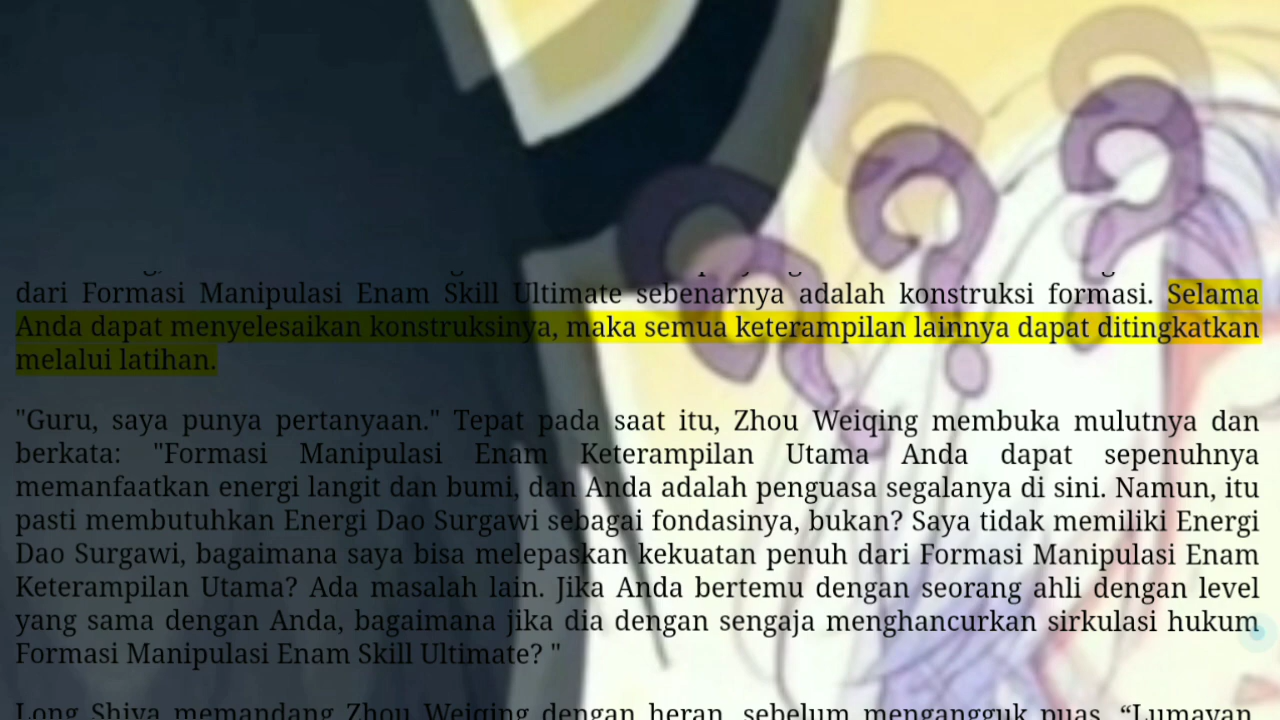 dari Formasi Manipulasi Enam Skill Ultimate sebenarnya adalah konstruksi formasi. Selama
Anda dapat menyelesaikan konstruksinya, maka semua keterampilan lainnya dapat ditingkatkan
melalui latihan.
"Guru, saya punya pertanyaan." Tepat pada saat itu, Zhou Weiqing membuka mulutnya dan
berkata: "Formasi Manipulasi Enam Keterampilan Utama Anda dapat sepenuhnya
memanfaatkan energi langit dan bumi, dan Anda adalah penguasa segalanya di sini. Namun, itu
pasti membutuhkan Energi Dao Surgawi sebagai fondasinya, bukan? Saya tidak memiliki Energi
Dao Surgawi, bagaimana saya bisa melepaskan kekuatan penuh dari Formasi Manipulasi Enam
Keterampilan Utama? Ada masalah lain. Jika Anda bertemu dengan seorang ahli dengan level
yang sama dengan Anda, bagaimana jika dia dengan sengaja menghancurkan sirkulasi hukum
Formasi Manipulasi Enam Skill Ultimate? "
Long Shiya memandang Zhou Weiqing dengan heran, sebelum mengangguk puas. “Lumayan,